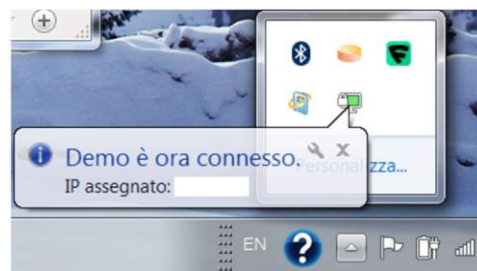 Demo è ora connesso.
IP assegnato:
Personalizza...
EN